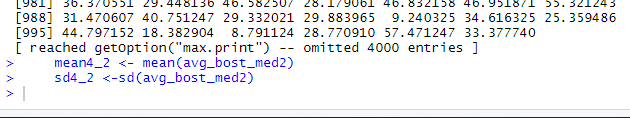 [981] 36.370551 29.448136 46.582507 28.179061 46.832158 46.951871 55.321243
[988] 31.470607 40.751247 29.332021 29.883965 9.240325 34.616325 25.359486
[995] 44.797152 18.382904 8.791124 28.770910 57.471247 33.377740
[ reached getOption("max.print") -- omitted 4000 entries ]
> mean4_2 <- mean(avg_bost_med2)
> sd4_2 <-sd(avg_bost_med2)
>